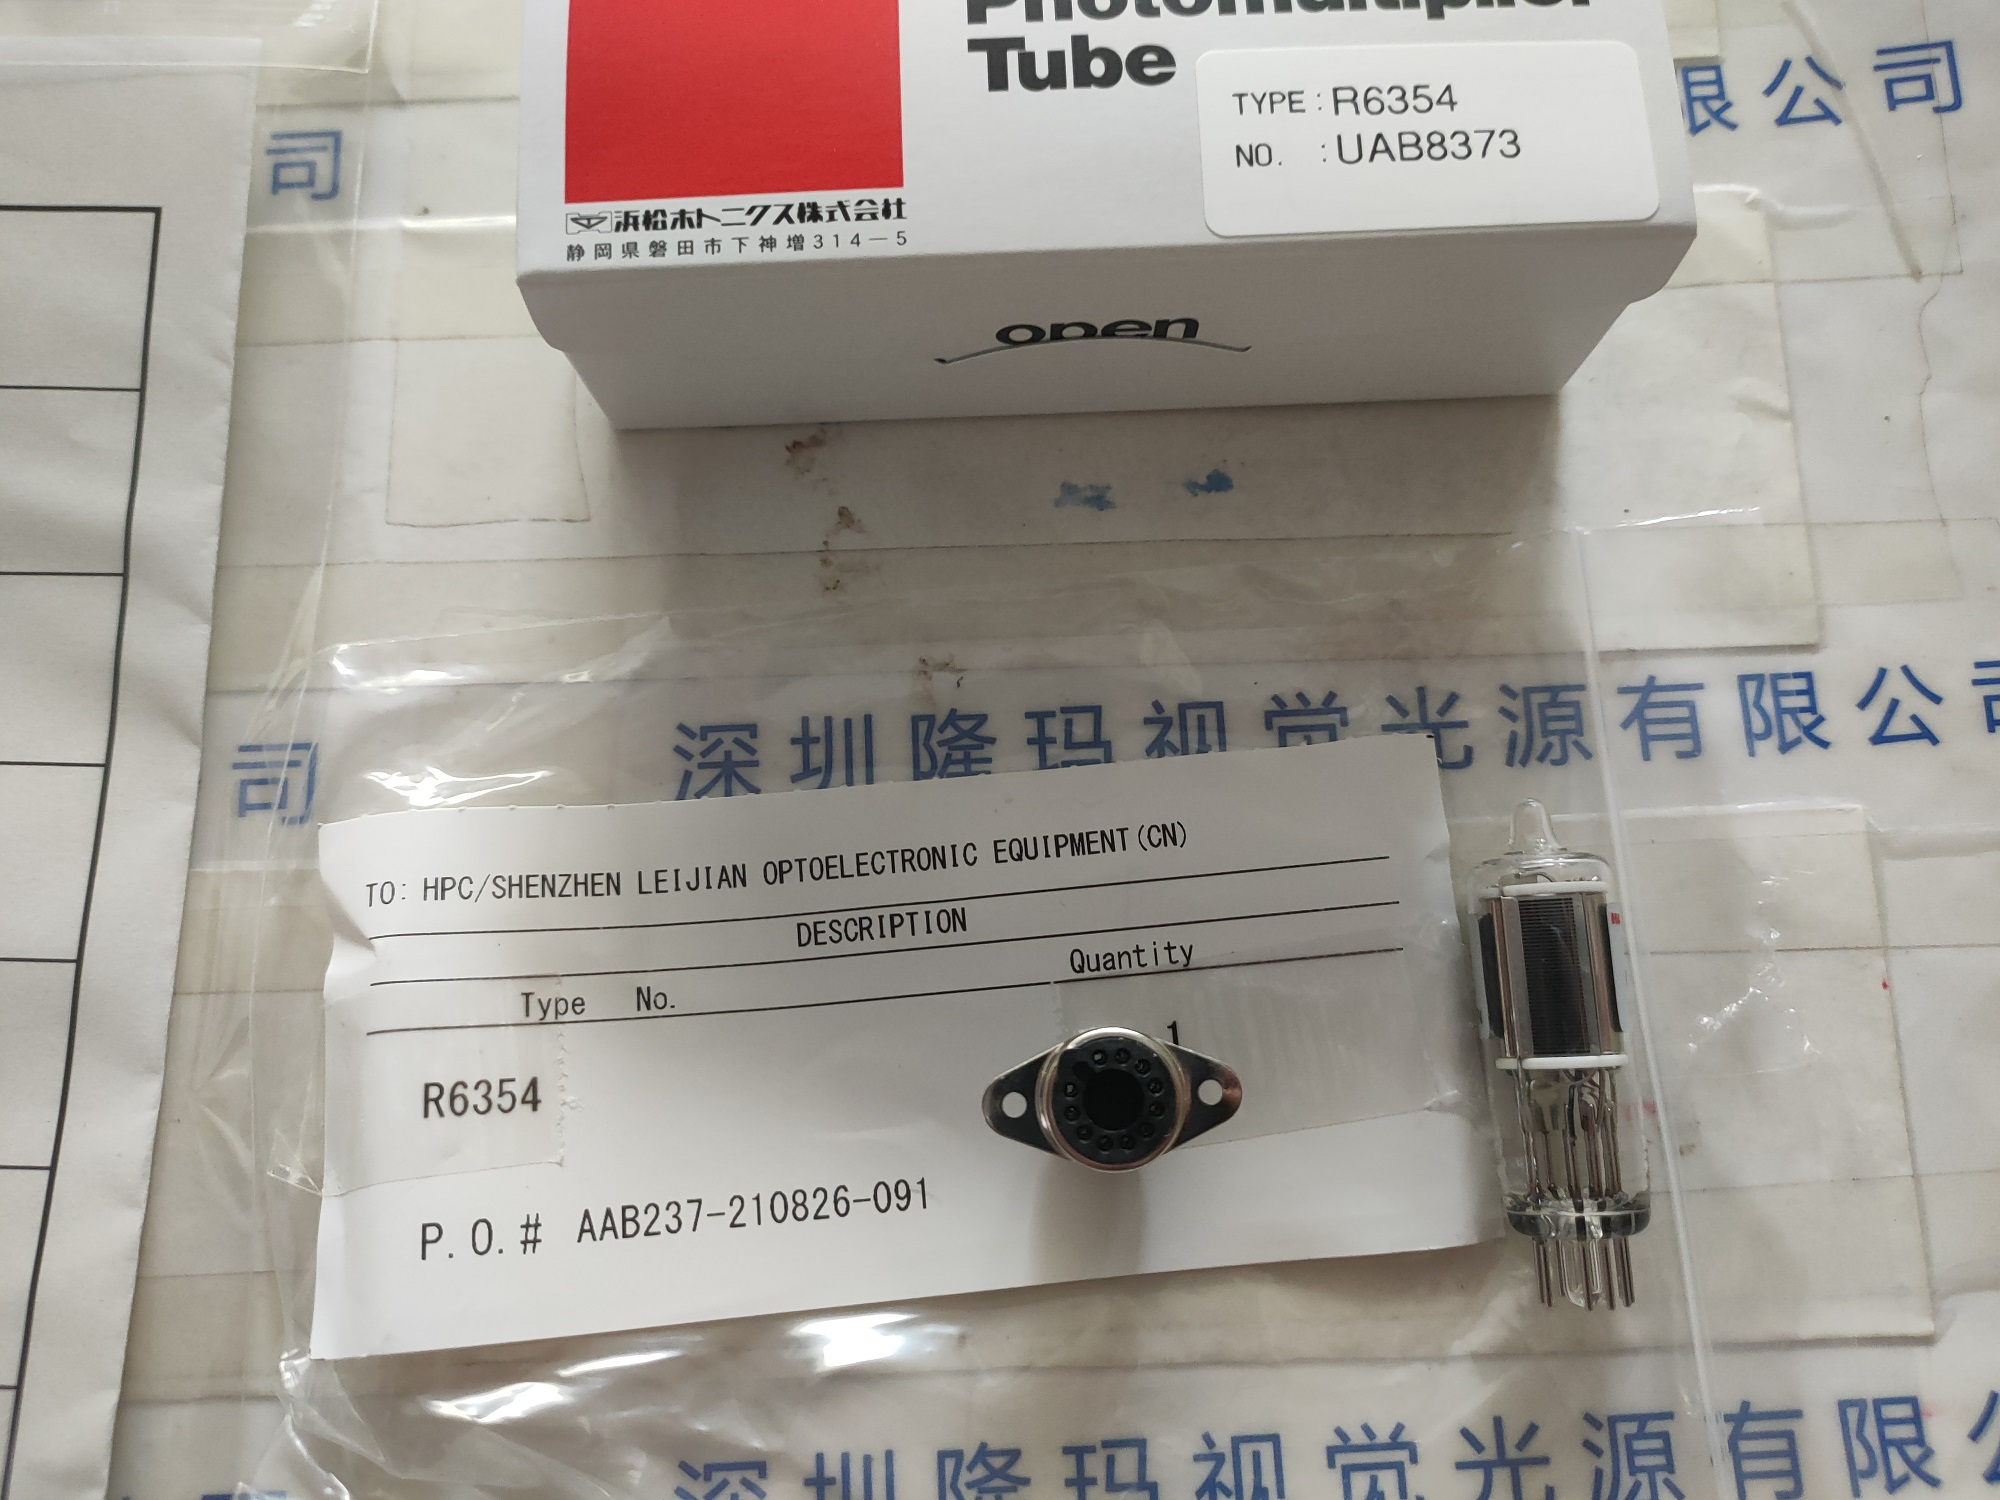 Photomultiplier
Tube
TYPE : R6354
NO. : UAB8373
浜松ホトニクス株式会社
静岡県磐田市下神増314-5
open
限公司
司
深圳隆玛视觉光源有限公司
司
TO: HPC/SHENZHEN LEIJIAN OPTOELECTRONIC EQUIPMENT(CN)
DESCRIPTION
Type No. Quantity
1
R6354
P.O.# AAB237-210826-091
深圳隆玛视觉光源有限公